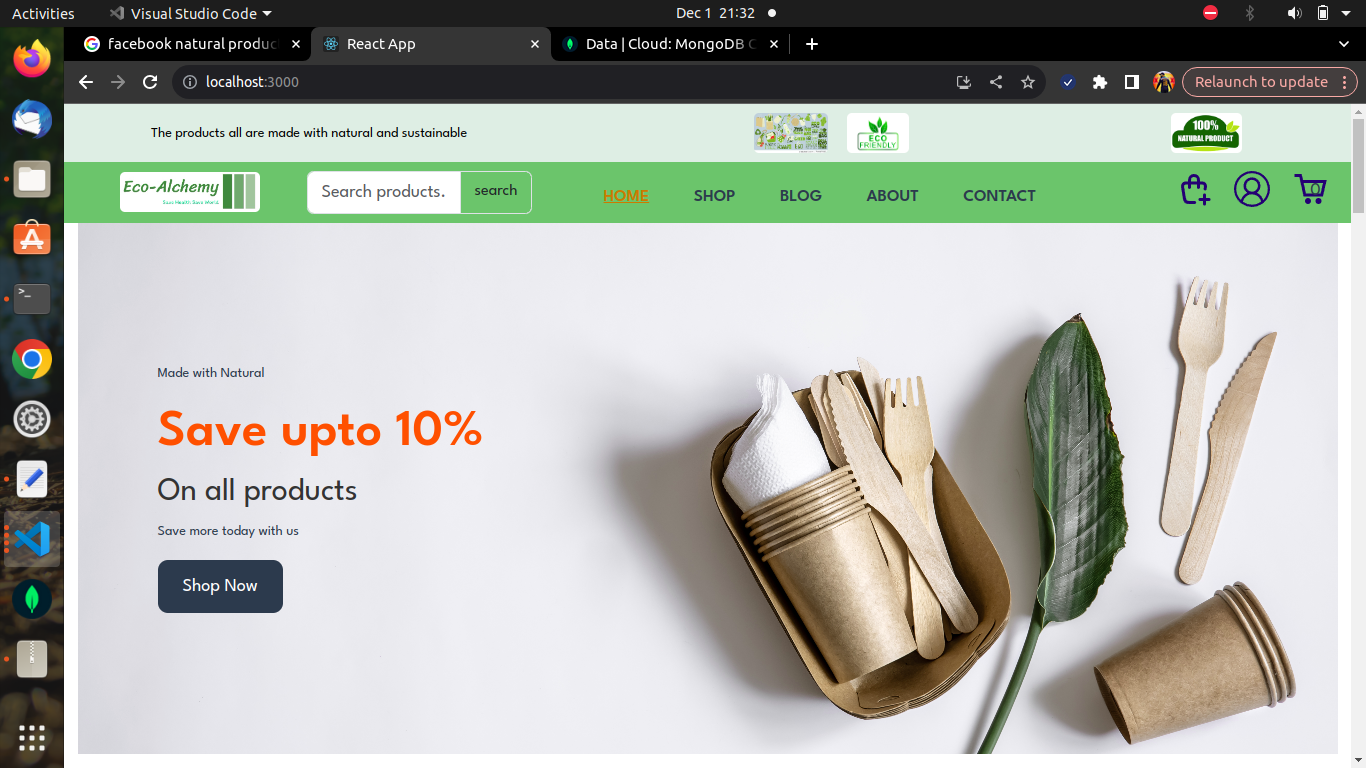 Activities
Visual Studio Code
Dec 1 21:32
facebook natural produc
React App
Data | Cloud: MongoDB C
localhost:3000
Relaunch to update
The products all are made with natural and sustainable
ECO
FRIENDLY
100%
NATURAL PRODUCT
Eco-Alchemy
Save Health Save World
Search products.
search
HOME
SHOP
BLOG
ABOUT
CONTACT
0
Made with Natural
Save upto 10%
On all products
Save more today with us
Shop Now